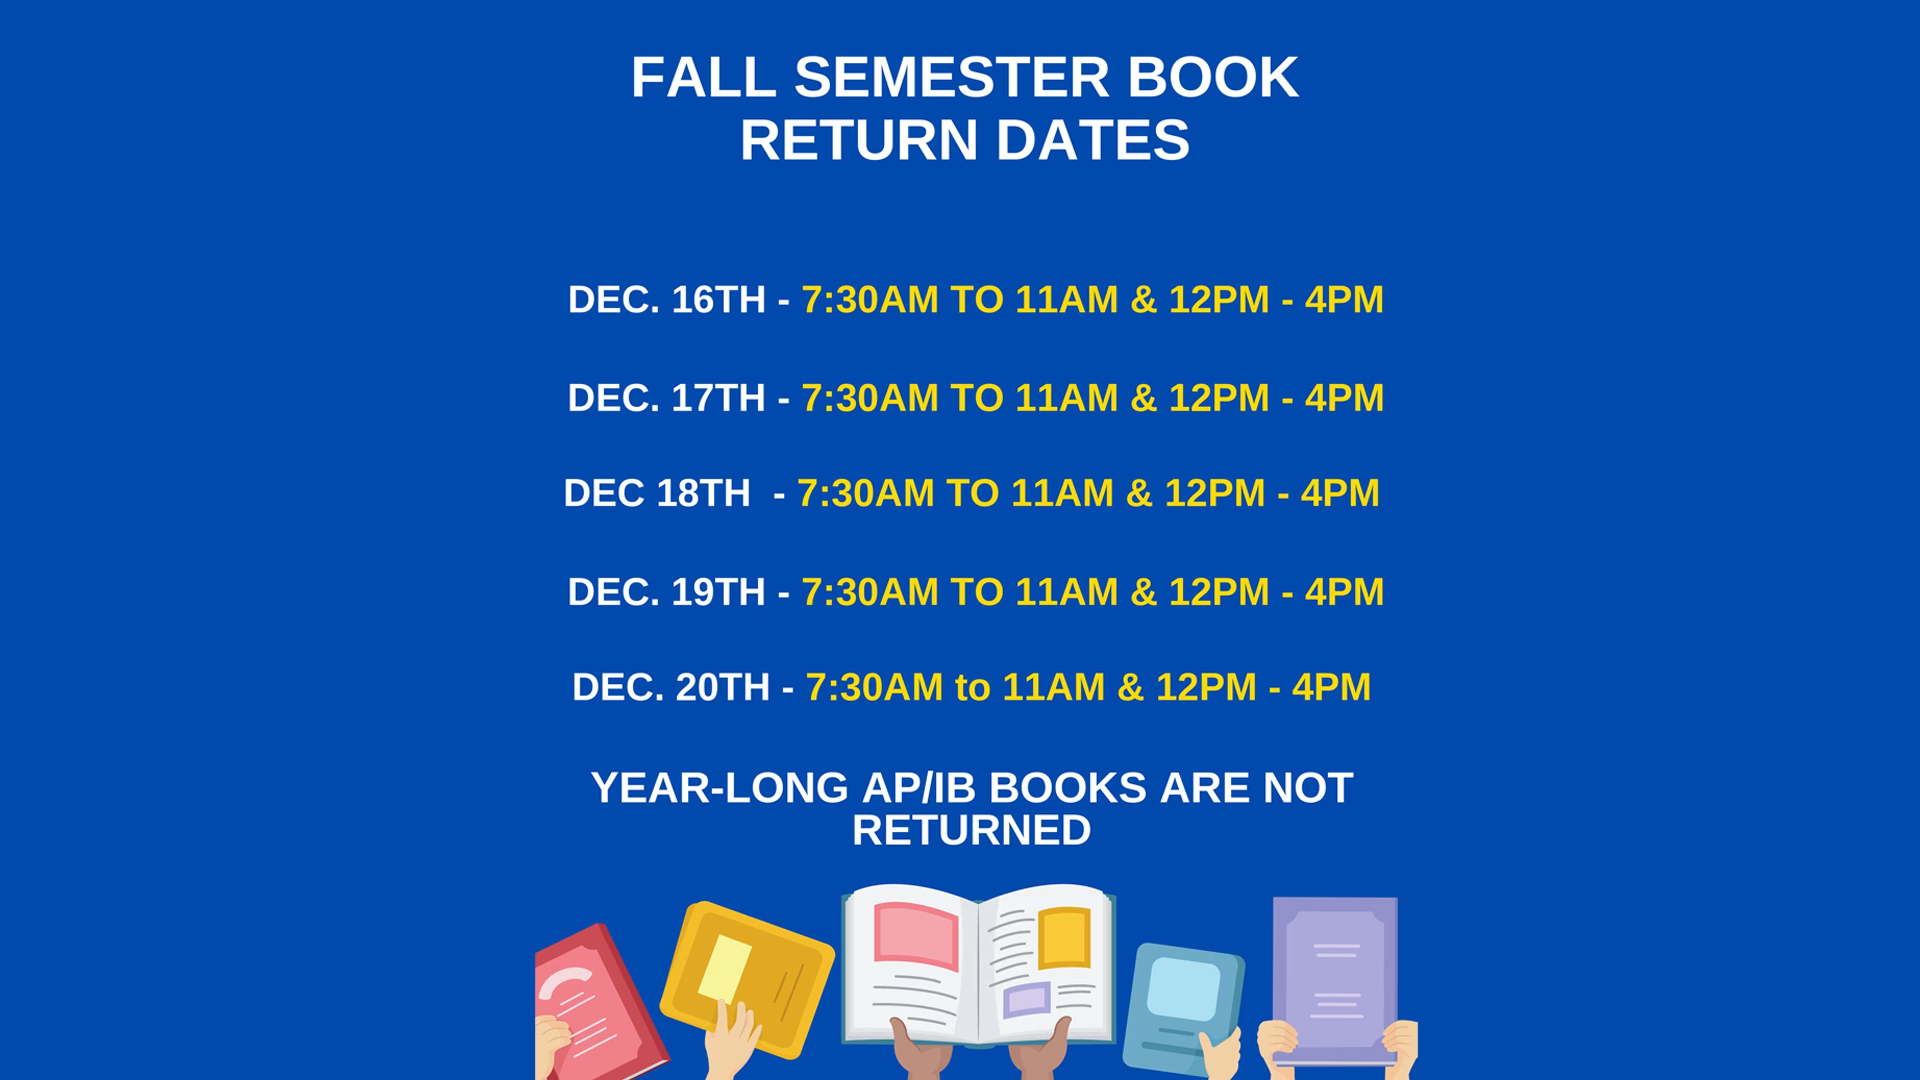 FALL SEMESTER BOOK
RETURN DATES
DEC. 16TH - 7:30AM TO 11AM & 12PM - 4PM
DEC. 17TH - 7:30AM TO 11AM & 12PM - 4PM
DEC 18TH  - 7:30AM TO 11AM & 12PM - 4PM
DEC. 19TH - 7:30AM TO 11AM & 12PM - 4PM
DEC. 20TH - 7:30AM to 11AM & 12PM - 4PM
YEAR-LONG AP/IB BOOKS ARE NOT
RETURNED